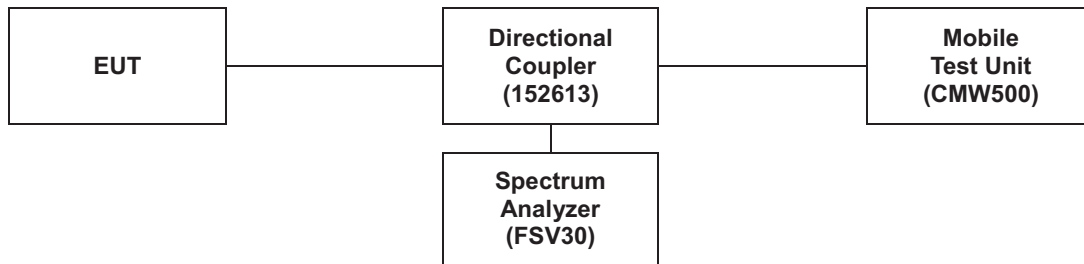 EUT
Directional
Coupler
(152613)
Mobile
Test Unit
(CMW500)
Spectrum
Analyzer
(FSV30)